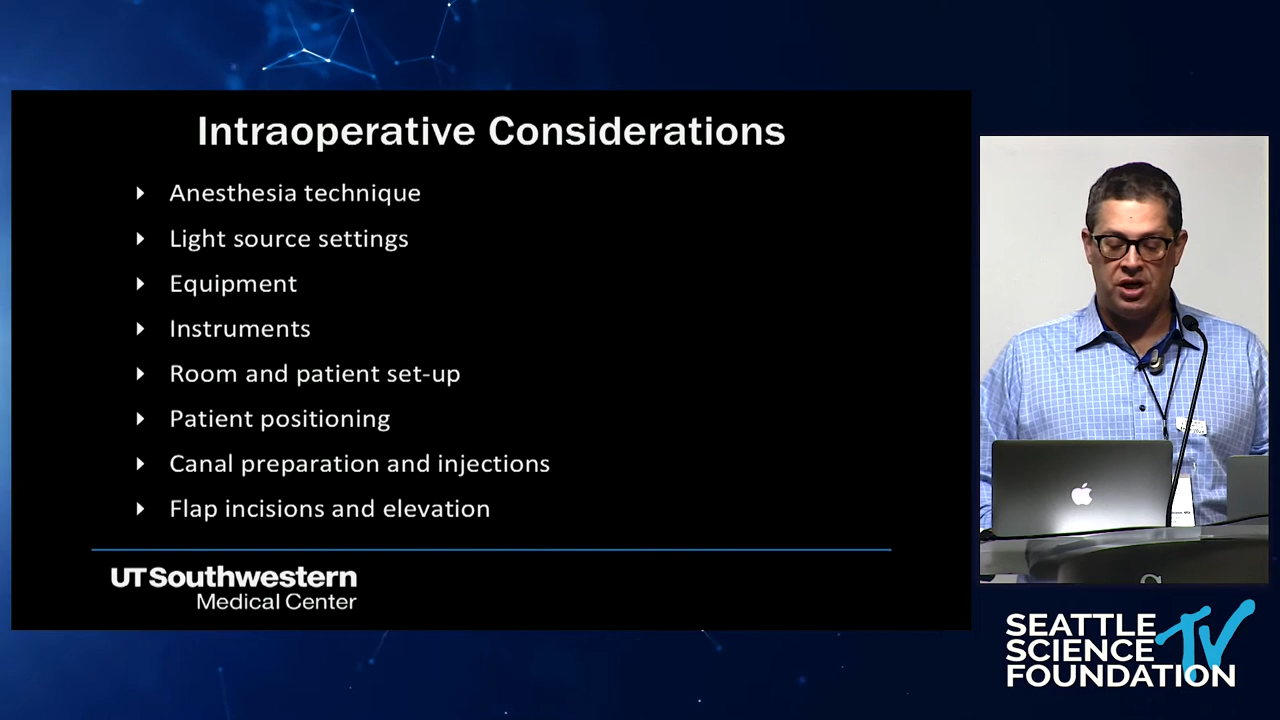 Intraoperative Considerations
Anesthesia technique
Light source settings
Equipment
Instruments
Room and patient set-up
Patient positioning
Canal preparation and injections
Flap incisions and elevation
UTSouthwestern
Medical Center
SEATTLE
SCIENCE
FOUNDATION
TV